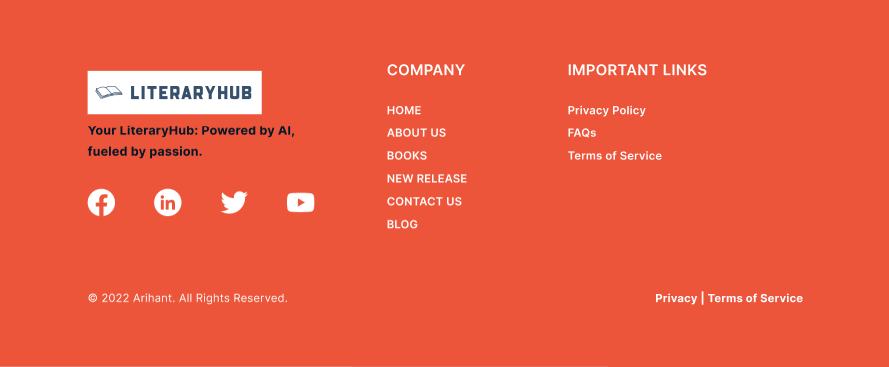 LITERARYHUB
Your LiteraryHub: Powered by AI,
fueled by passion.
COMPANY
HOME
ABOUT US
BOOKS
NEW RELEASE
CONTACT US
BLOG
IMPORTANT LINKS
Privacy Policy
FAQs
Terms of Service
© 2022 Arihant. All Rights Reserved.
Privacy | Terms of Service